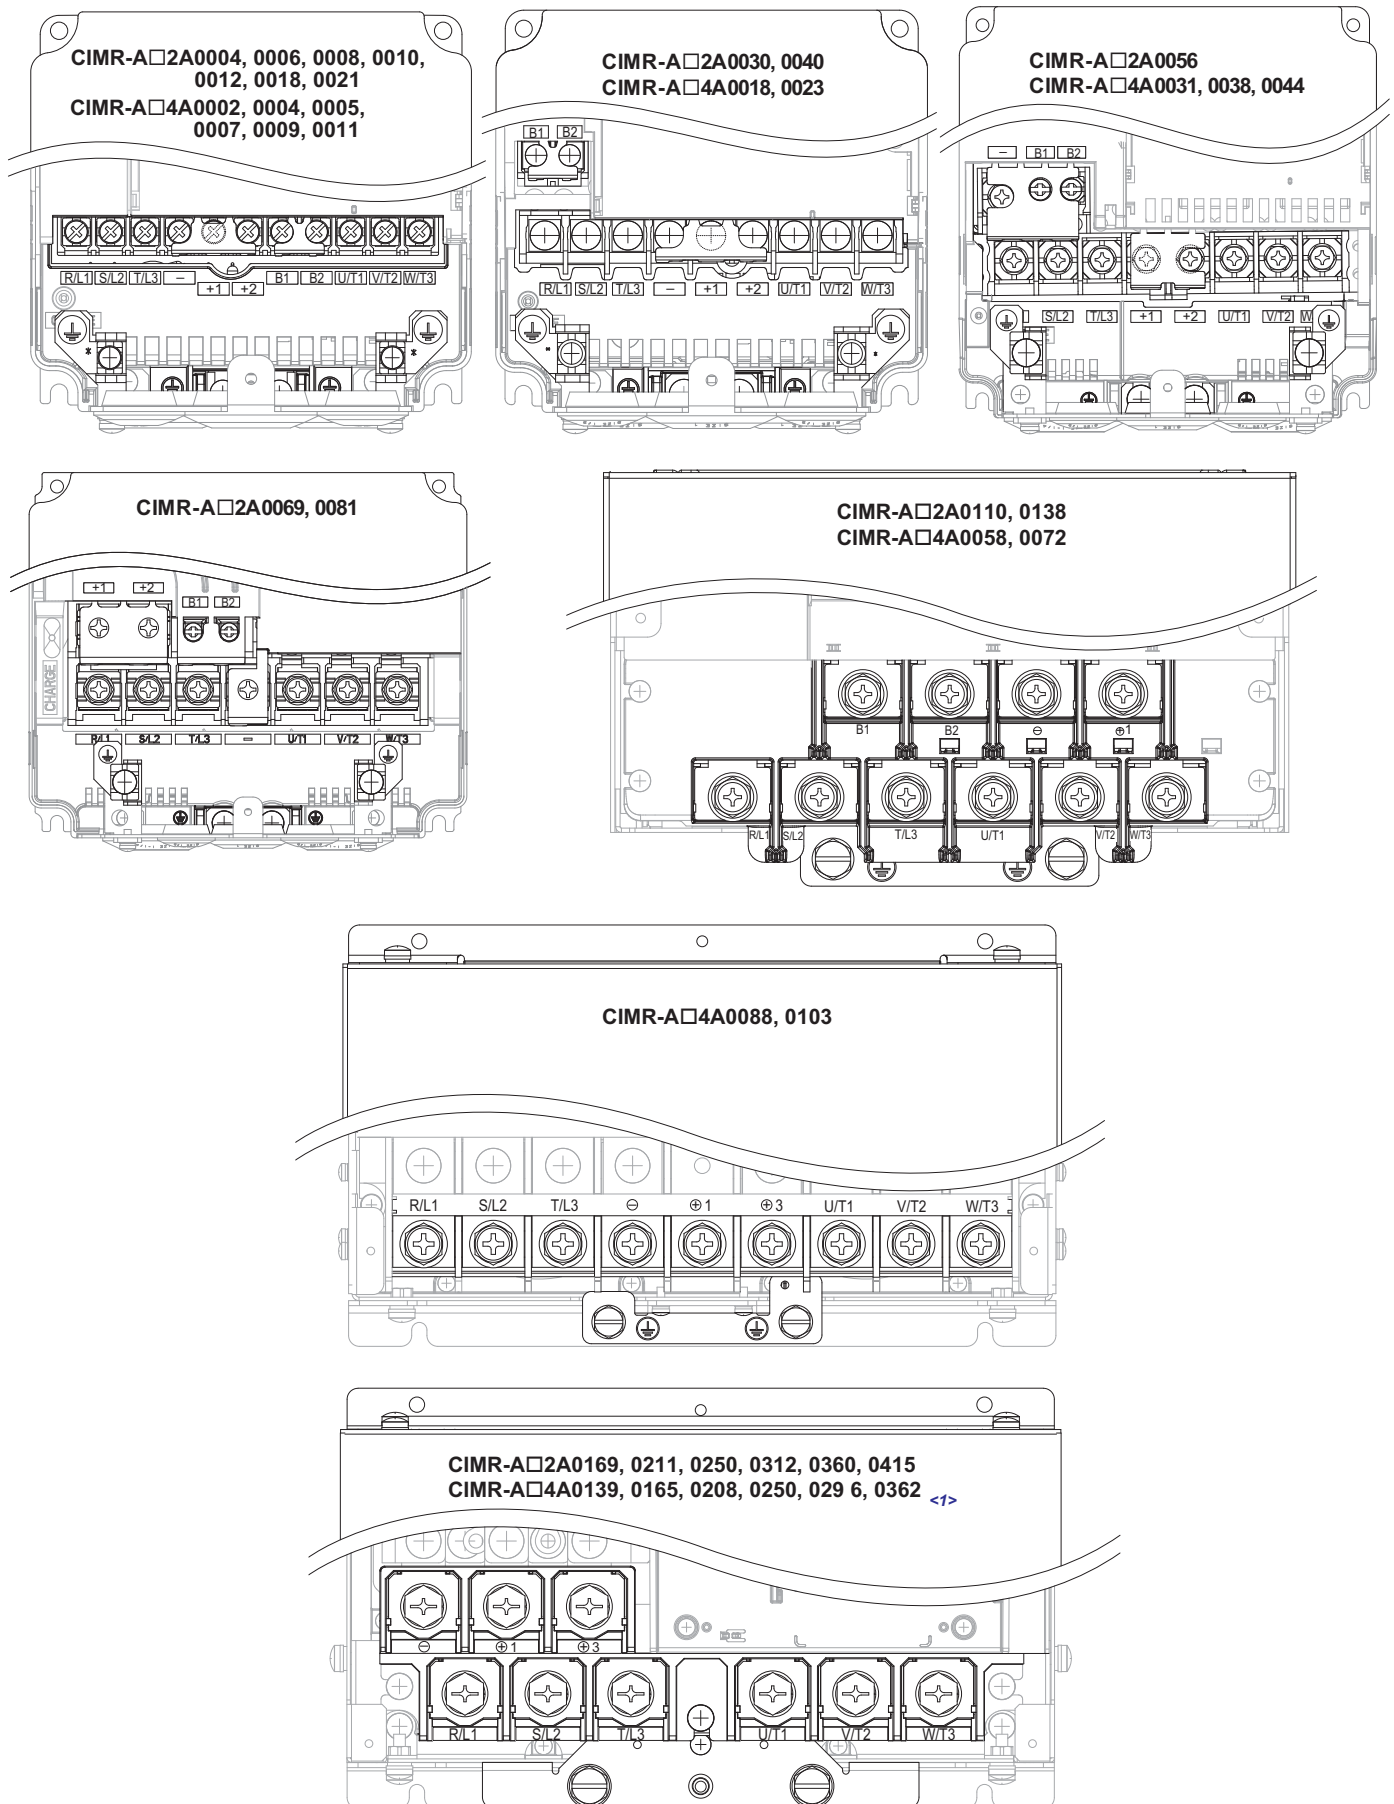 CIMR-A□2A0004, 0006, 0008, 0010,
0012, 0018, 0021
CIMR-A□4A0002, 0004, 0005,
0007, 0009, 0011
R/L1 S/L2 T/L3 − +1 +2 B1 B2 U/T1 V/T2 W/T3
CIMR-A□2A0030, 0040
CIMR-A□4A0018, 0023
B1 B2
R/L1 S/L2 T/L3 − +1 +2 U/T1 V/T2 W/T3
CIMR-A□2A0056
CIMR-A□4A0031, 0038, 0044
− B1 B2
S/L2 T/L3 +1 +2 U/T1 V/T2 W
CIMR-A□2A0069, 0081
+1 +2 B1 B2
CHARGE
R/L1 S/L2 T/L3 − U/T1 V/T2 W/T3
CIMR-A□2A0110, 0138
CIMR-A□4A0058, 0072
B1 B2 ⊖ ⊕1
R/L1 S/L2 T/L3 U/T1 V/T2 W/T3
CIMR-A□4A0088, 0103
R/L1 S/L2 T/L3 ⊖ ⊕1 ⊕3 U/T1 V/T2 W/T3
CIMR-A□2A0169, 0211, 0250, 0312, 0360, 0415
CIMR-A□4A0139, 0165, 0208, 0250, 029 6, 0362 <1>
⊖ ⊕1 ⊕3
R/L1 S/L2 T/L3 U/T1 V/T2 W/T3